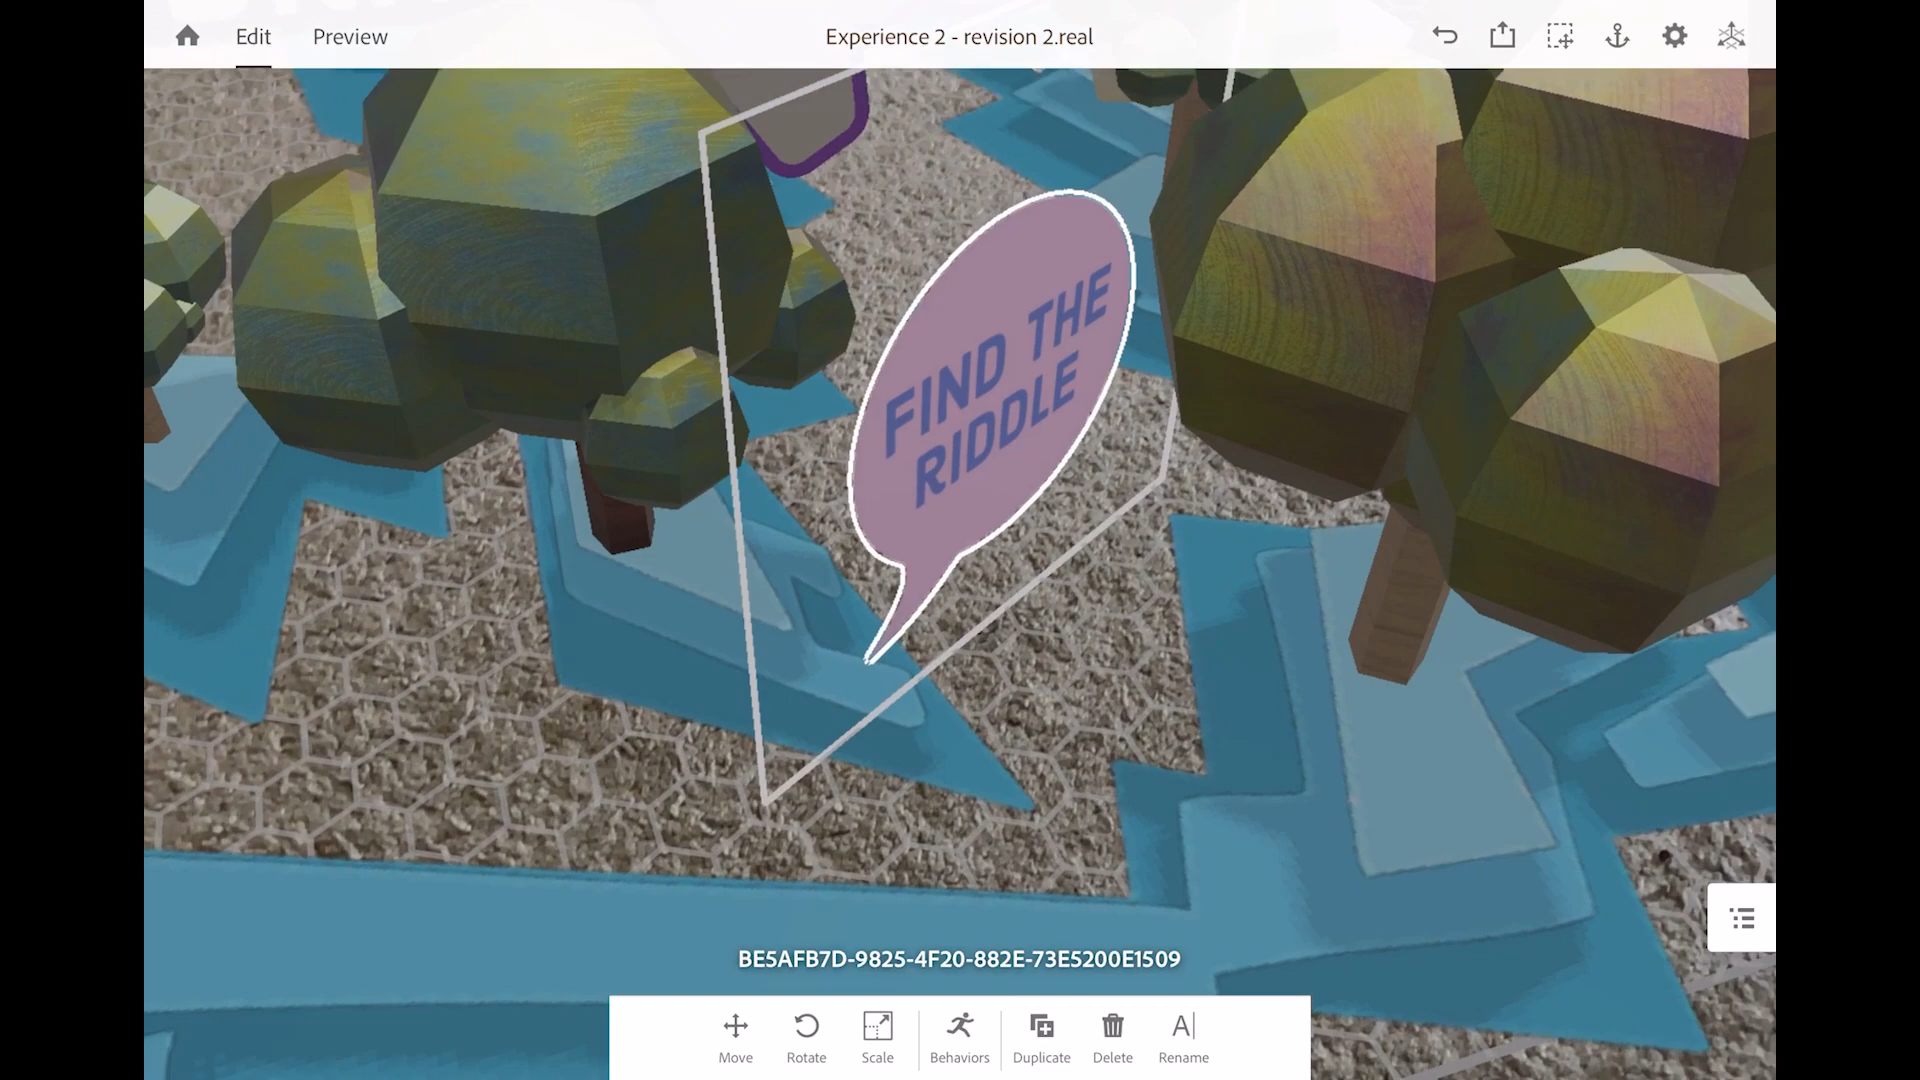 Edit
Preview
Experience 2 - revision 2.real
FIND THE
RIDDLE
BE5AFB7D-9825-4F20-882E-73E5200E1509
Move
Rotate
Scale
Behaviors
Duplicate
Delete
Rename